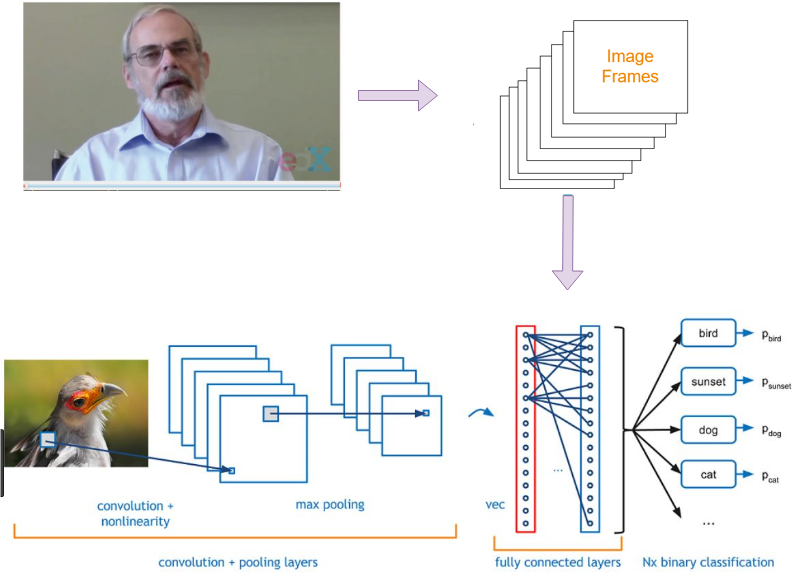 edX
Image
Frames
bird
p_bird
sunset
p_sunset
dog
p_dog
cat
p_cat
...
...
vec
convolution +
nonlinearity
max pooling
convolution + pooling layers
fully connected layers
Nx binary classification